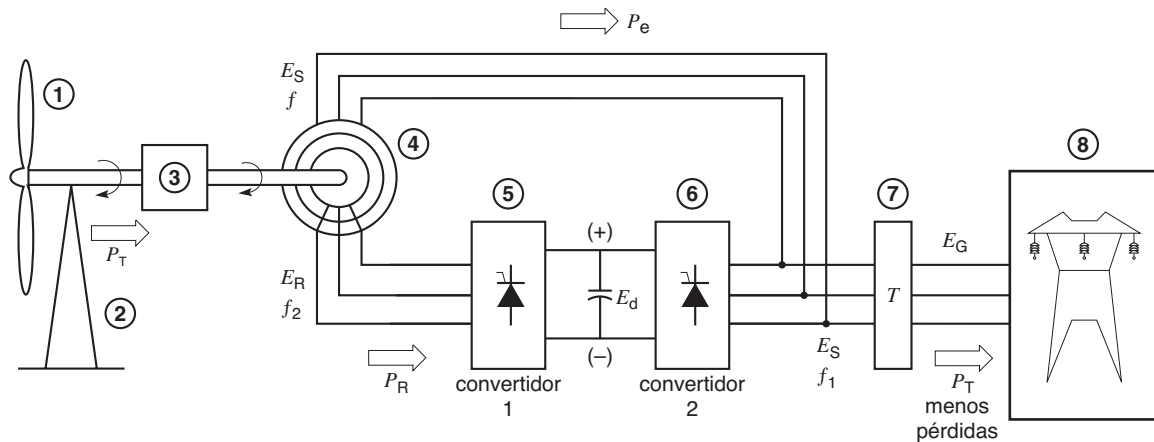 P_e
E_S
f
1
4
3
8
5
6
7
P_T
(+)
E_G
E_R
f_2
E_d
T
2
(–)
P_R
convertidor
1
convertidor
2
E_S
f_1
P_T
menos
pérdidas